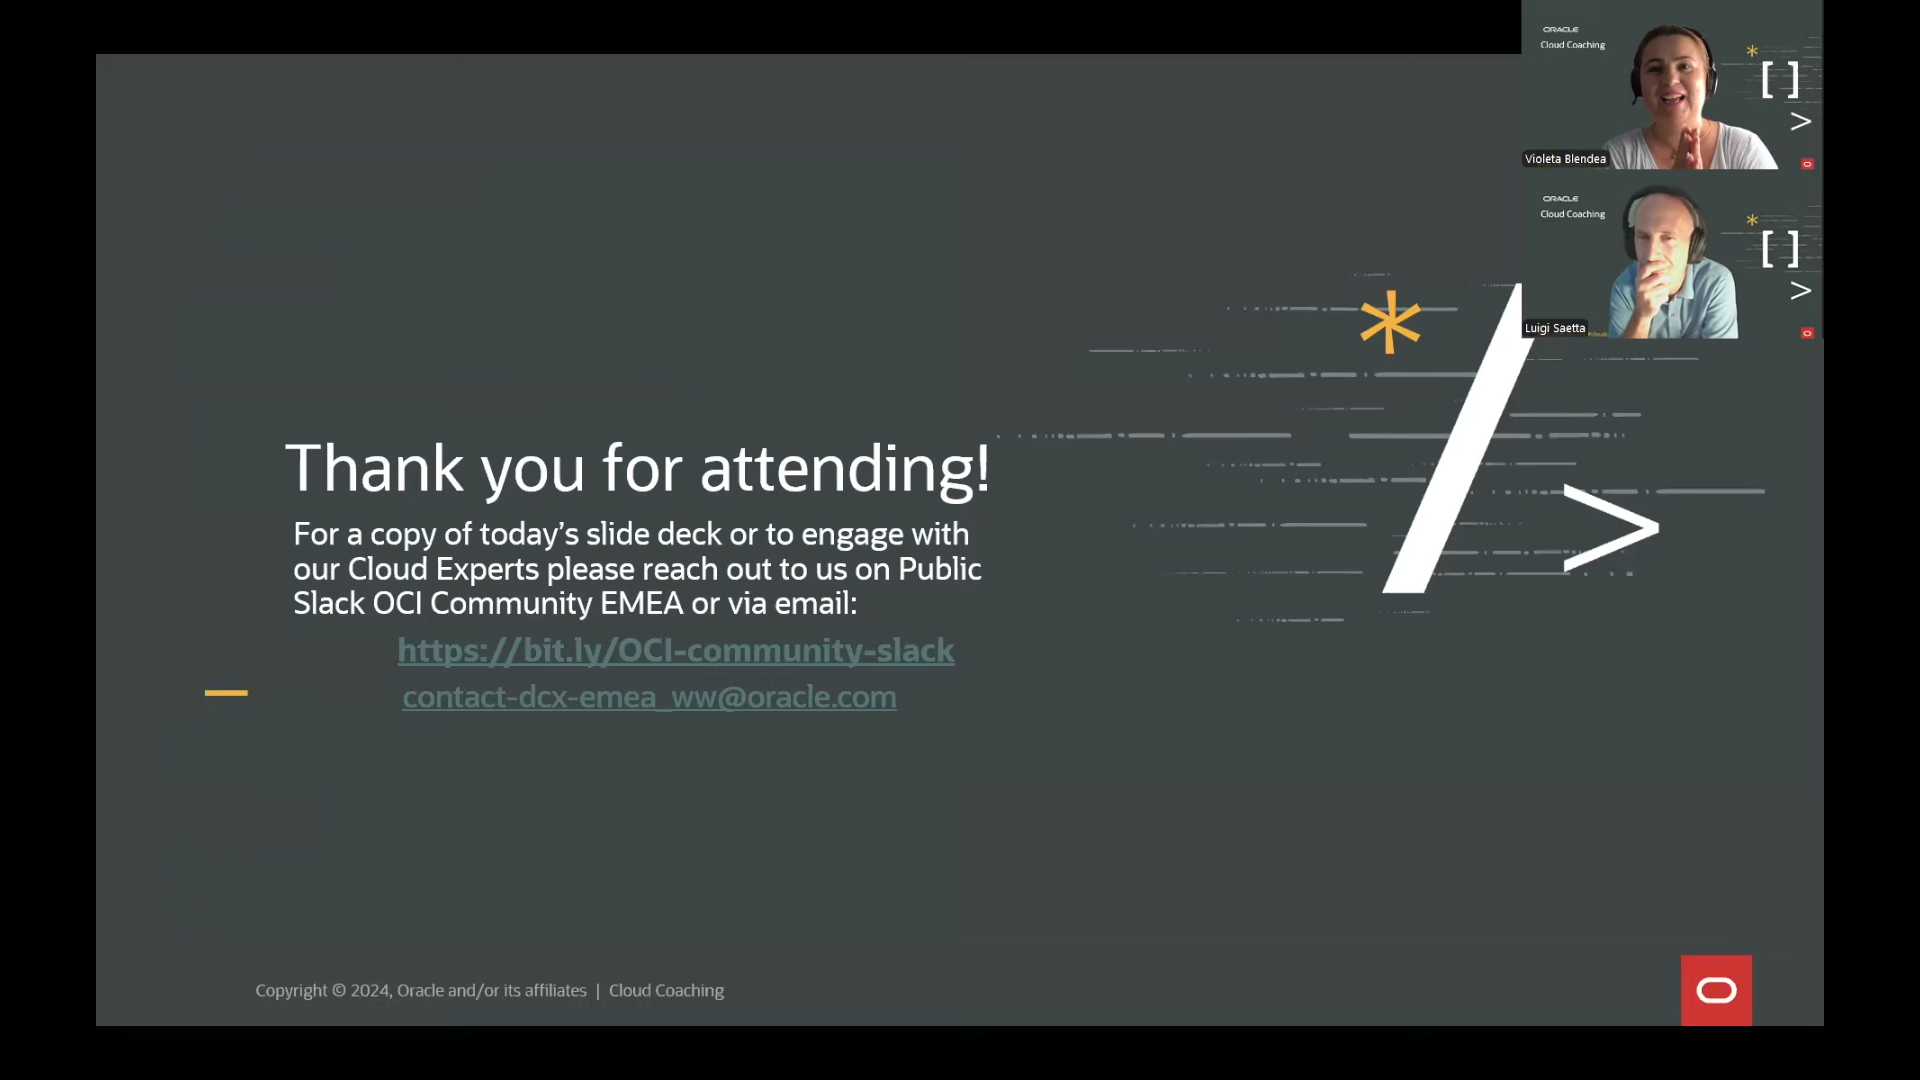 ORACLE
Cloud Coaching
Violeta Blendea
ORACLE
Cloud Coaching
Luigi Saetta
Thank you for attending!
For a copy of today’s slide deck or to engage with
our Cloud Experts please reach out to us on Public
Slack OCI Community EMEA or via email:
https://bit.ly/OCI-community-slack
contact-dcx-emea_ww@oracle.com
Copyright © 2024, Oracle and/or its affiliates | Cloud Coaching